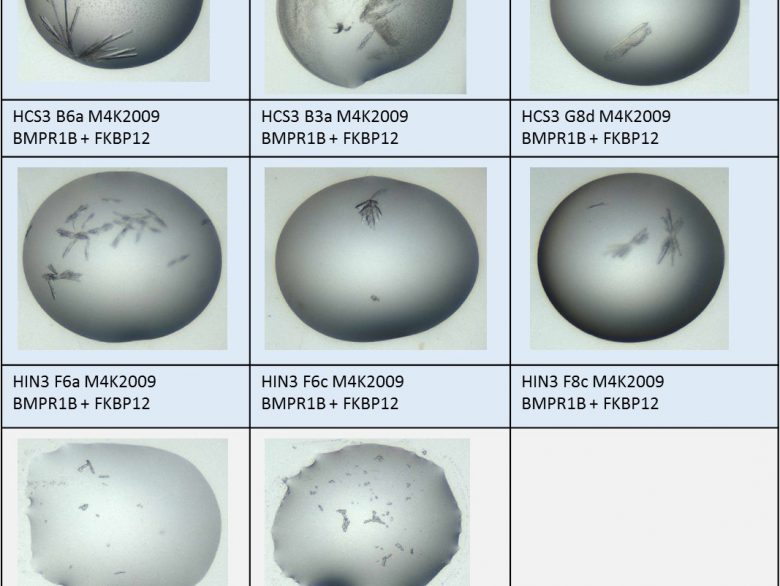 HCS3 B6a M4K2009
BMPR1B + FKBP12
HCS3 B3a M4K2009
BMPR1B + FKBP12
HCS3 G8d M4K2009
BMPR1B + FKBP12
HIN3 F6a M4K2009
BMPR1B + FKBP12
HIN3 F6c M4K2009
BMPR1B + FKBP12
HIN3 F8c M4K2009
BMPR1B + FKBP12